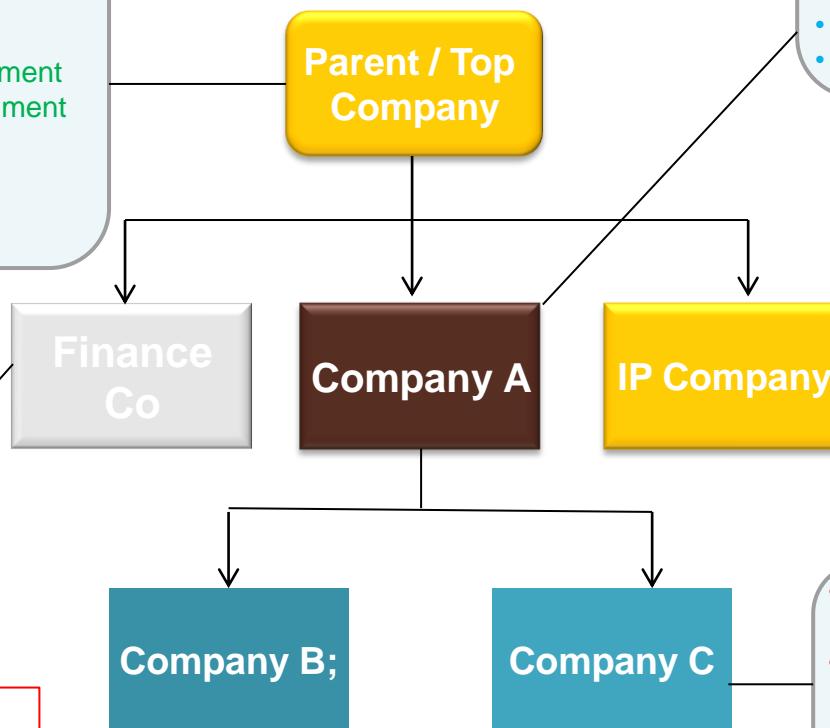 ment
ment
Parent / Top
Company
Finance
Co
Company A
IP Company
Company B;
Company C